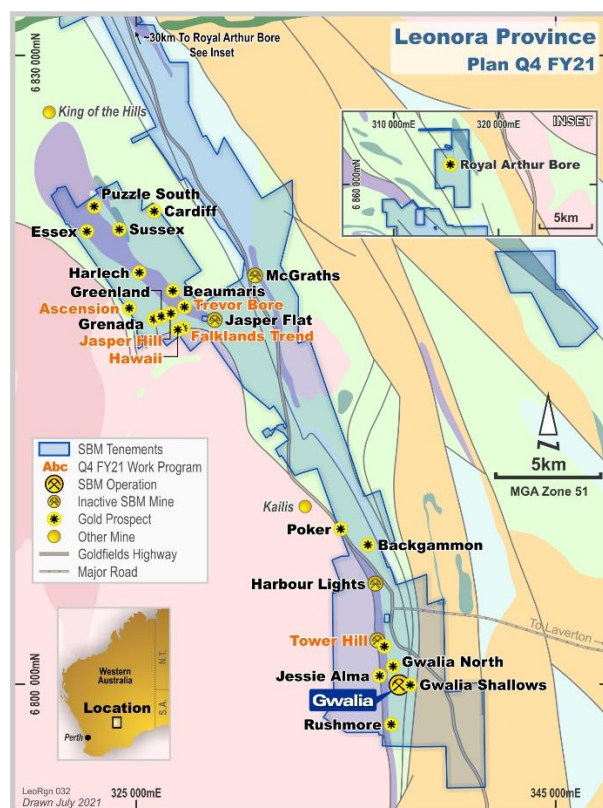 Leonora Province
Plan Q4 FY21
~30km To Royal Arthur Bore
See Inset
6 830 000mN
King of the Hills
INSET
310 000mE
320 000mE
Royal Arthur Bore
6 860 000mN
5km
Puzzle South
Cardiff
Essex
Sussex
Harlech
McGraths
Greenland
Beaumaris
Ascension
Trevor Bore
Grenada
Jasper Flat
Jasper Hill
Falklands Trend
Hawaii
N
5km
MGA Zone 51
SBM Tenements
Abc Q4 FY21 Work Program
SBM Operation
Inactive SBM Mine
Gold Prospect
Other Mine
Goldfields Highway
Major Road
Kailis
Poker
Backgammon
Harbour Lights
To Laverton
Tower Hill
Gwalia North
Jessie Alma
Gwalia Shallows
Gwalia
Rushmore
6 800 000mN
Western
Australia
N.T.
S.A.
Location
Perth
LeoRgn 032
Drawn July 2021
325 000mE
345 000mE